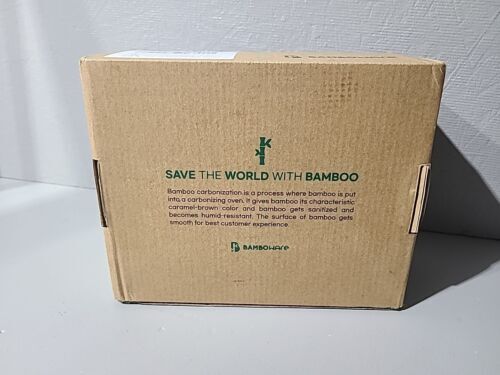 SAVE THE WORLD WITH BAMBOO
Bamboo carbonization is a process where bamboo is put
into a carbonizing oven. It gives bamboo its characteristic
caramel-brown color and bamboo gets sanitized and
becomes humid-resistant. The surface of bamboo gets
smooth for best customer experience.
BAMBOWARE